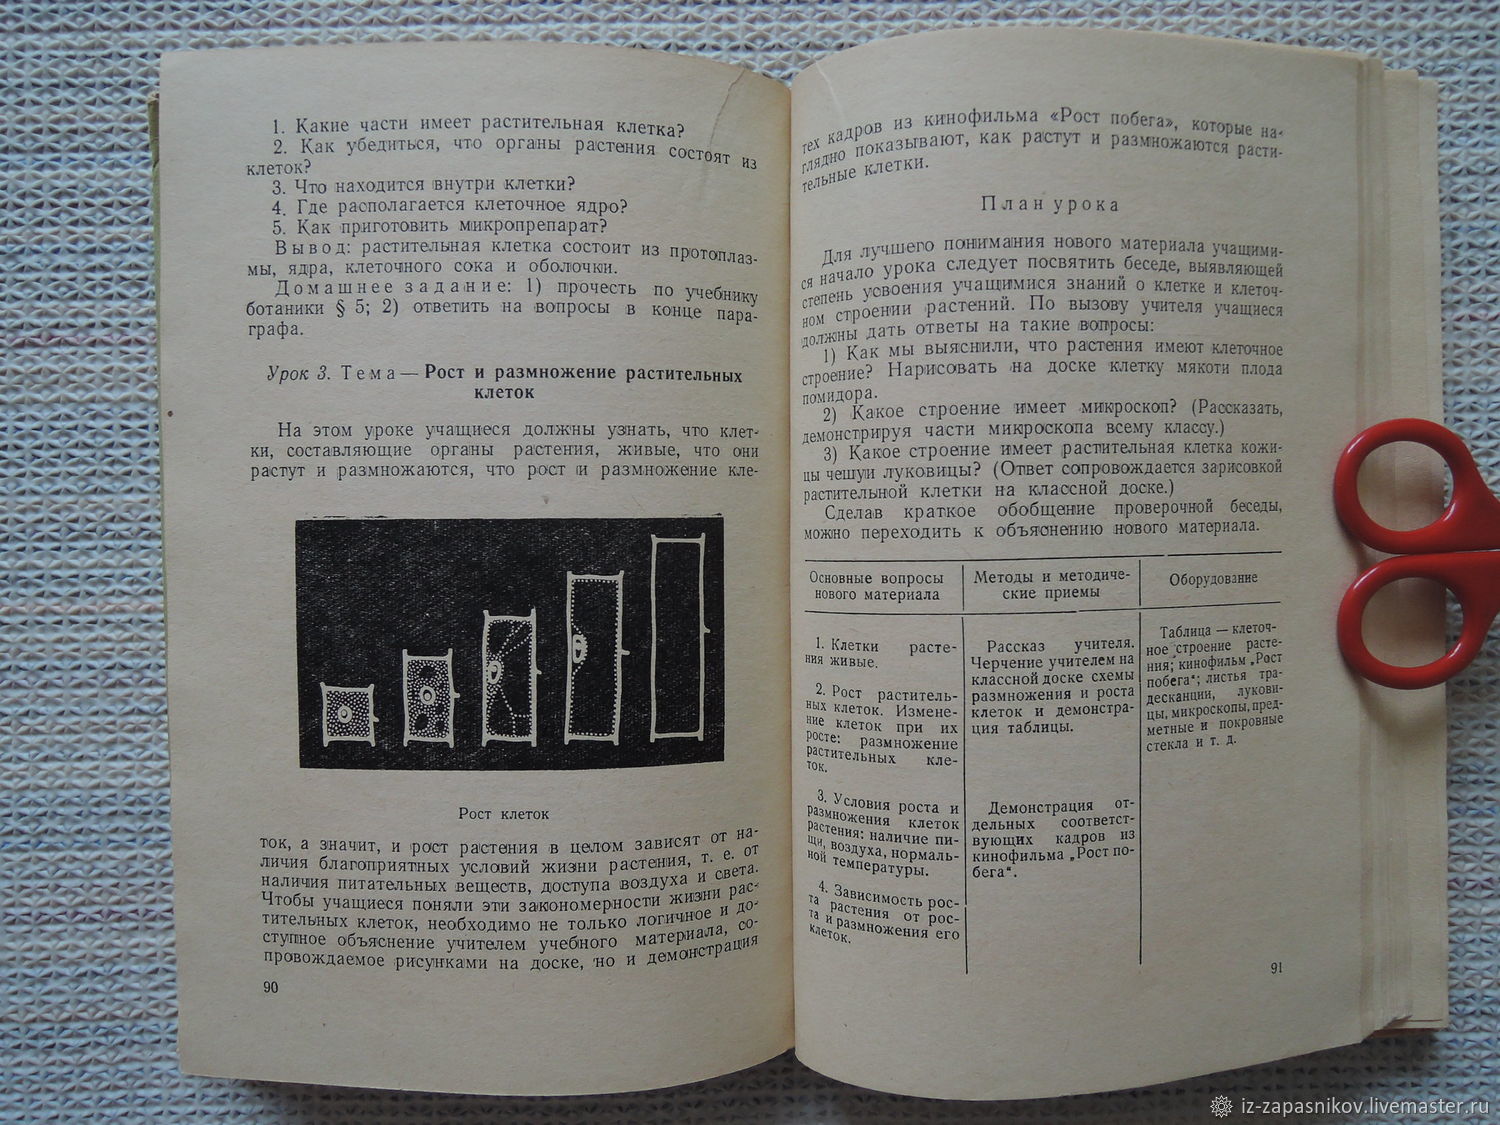 1. Какие части имеет растительная клетка?
2. Как убедиться, что органы растения состоят из
клеток?
3. Что находится внутри клетки?
4. Где располагается клеточное ядро?
5. Как приготовить микропрепарат?
Вывод: растительная клетка состоит из протоплаз-
мы, ядра, клеточного сока и оболочки.
Домашнее задание: 1) прочесть по учебнику
ботаники § 5; 2) ответить на вопросы в конце пара-
графа.
Урок 3. Тема — Рост и размножение растительных
клеток
На этом уроке учащиеся должны узнать, что клет-
ки, составляющие органы растения, живые, что они
растут и размножаются, что рост и размножение кле-
Рост клеток
ток, а значит, и рост растения в целом зависят от на-
личия благоприятных условий жизни растения, т. е. от
наличия питательных веществ, доступа воздуха и света.
Чтобы учащиеся поняли эти закономерности жизни рас-
тительных клеток, необходимо не только логичное и до-
ступное объяснение учителем учебного материала, со-
провождаемое рисунками на доске, но и демонстрация
90
тех кадров из кинофильма «Рост побега», которые на-
глядно показывают, как растут и размножаются расти-
тельные клетки.
План урока
Для лучшего понимания нового материала учащими-
ся начало урока следует посвятить беседе, выявляющей
степень усвоения учащимися знаний о клетке и клеточ-
ном строении растений. По вызову учителя учащиеся
должны дать ответы на такие вопросы:
1) Как мы выяснили, что растения имеют клеточное
строение? Нарисовать на доске клетку мякоти плода
помидора.
2) Какое строение имеет микроскоп? (Рассказать,
демонстрируя части микроскопа всему классу.)
3) Какое строение имеет растительная клетка кожи-
цы чешуи луковицы? (Ответ сопровождается зарисовкой
растительной клетки на классной доске.)
Сделав краткое обобщение проверочной беседы,
можно переходить к объяснению нового материала.
Основные вопросы
нового материала
Методы и методиче-
ские приемы
Оборудование
1. Клетки расте-
ния живые.
2. Рост раститель-
ных клеток. Измене-
ние клеток при их
росте; размножение
растительных кле-
ток.
3. Условия роста и
размножения клеток
растения: наличие пи-
щи, воздуха, нормаль-
ной температуры.
4. Зависимость рос-
та растения от рос-
та и размножения его
клеток.
Рассказ учителя.
Черчение учителем на
классной доске схемы
размножения и роста
клеток и демонстра-
ция таблицы.
Демонстрация от-
дельных соответст-
вующих кадров из
кинофильма „Рост по-
бега“.
Таблица — клеточ-
ное строение расте-
ния; кинофильм „Рост
побега“; листья тра-
десканции, лукови-
цы, микроскопы, пред-
метные и покровные
стекла и т. д.
91
iz-zapasnikov.livemaster.ru